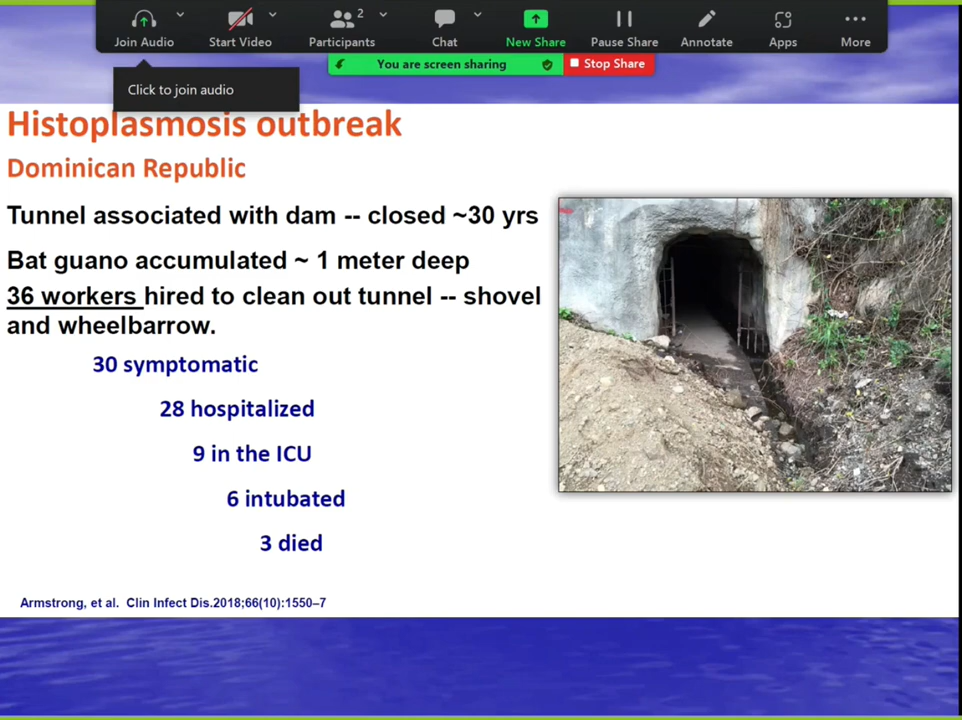 2
Join Audio
Start Video
Participants
Chat
New Share
Pause Share
Annotate
Apps
More
You are screen sharing
Stop Share
Click to join audio
Histoplasmosis outbreak
Dominican Republic
Tunnel associated with dam -- closed ~30 yrs
Bat guano accumulated ~ 1 meter deep
36 workers hired to clean out tunnel -- shovel
and wheelbarrow.
30 symptomatic
28 hospitalized
9 in the ICU
6 intubated
3 died
Armstrong, et al. Clin Infect Dis.2018;66(10):1550–7